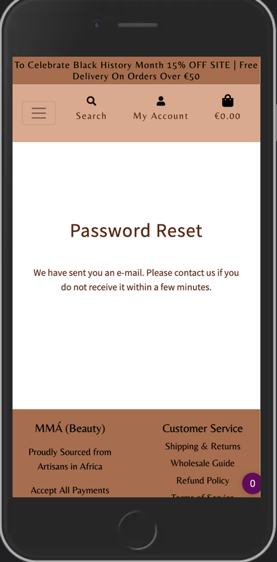 To Celebrate Black History Month 15% OFF SITE | Free
Delivery On Orders Over €50
Search
My Account
€0.00
Password Reset
We have sent you an e-mail. Please contact us if you
do not receive it within a few minutes.
MMÁ (Beauty)
Proudly Sourced from
Artisans in Africa
Accept All Payments
Customer Service
Shipping & Returns
Wholesale Guide
Refund Policy
Terms of Service
0